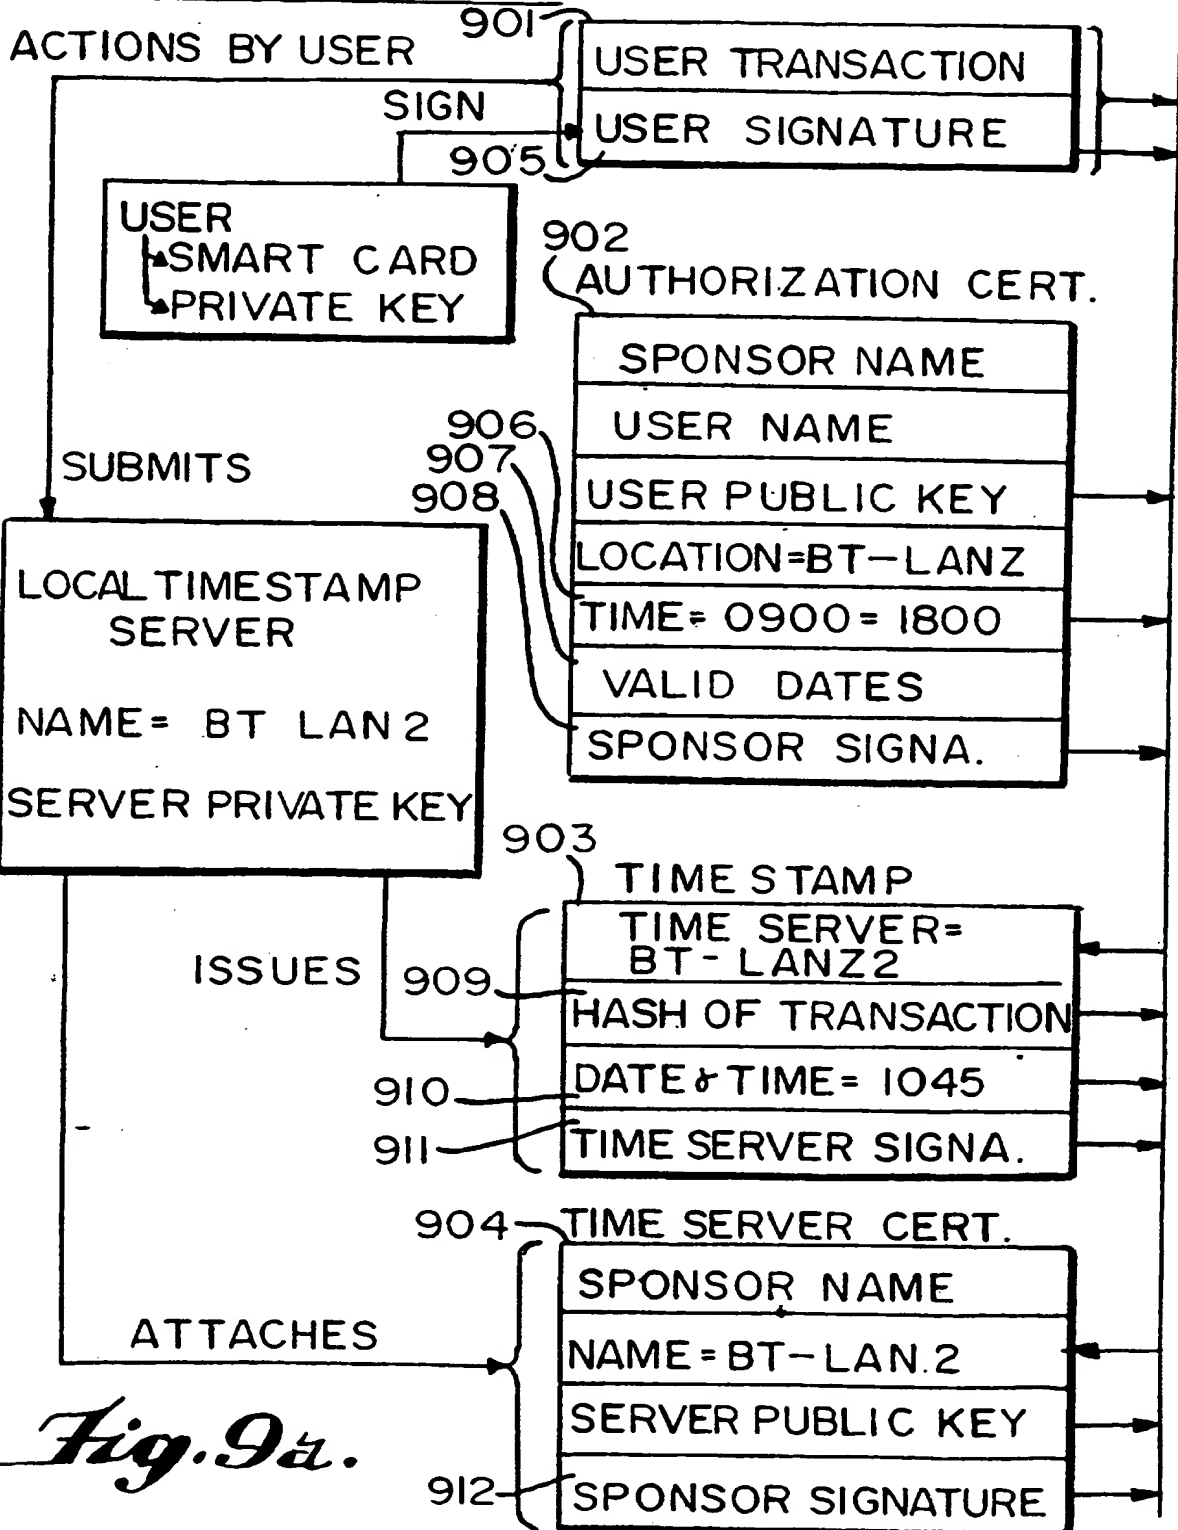 901
ACTIONS BY USER
USER TRANSACTION
SIGN
USER SIGNATURE
905
USER
SMART CARD
PRIVATE KEY
902
AUTHORIZATION CERT.
SPONSOR NAME
906
USER NAME
907
SUBMITS
908
USER PUBLIC KEY
LOCATION=BT-LANZ
TIME= 0900=1800
VALID DATES
SPONSOR SIGNA.
LOCAL TIMESTAMP
SERVER
NAME= BT LAN 2
SERVER PRIVATE KEY
903
TIME STAMP
TIME SERVER=
BT-LANZ2
ISSUES
909
HASH OF TRANSACTION
910
DATE & TIME= 1045
911
TIME SERVER SIGNA.
904
TIME SERVER CERT.
SPONSOR NAME
ATTACHES
NAME=BT-LAN.2
SERVER PUBLIC KEY
912
SPONSOR SIGNATURE
Fig. 9a.